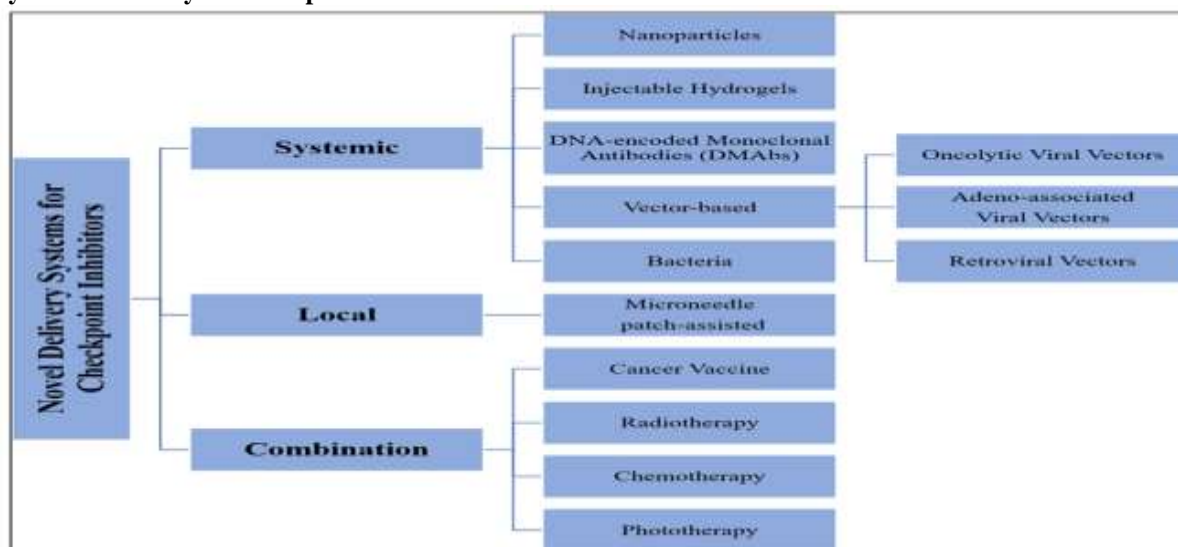 Novel Delivery Systems for
Checkpoint Inhibitors
Systemic
Nanoparticles
Injectable Hydrogels
DNA-encoded Monoclonal
Antibodies (DMAbs)
Vector-based
Oncolytic Viral Vectors
Adeno-associated
Viral Vectors
Retroviral Vectors
Bacteria
Local
Microneedle
patch-assisted
Combination
Cancer Vaccine
Radiotherapy
Chemotherapy
Phototherapy